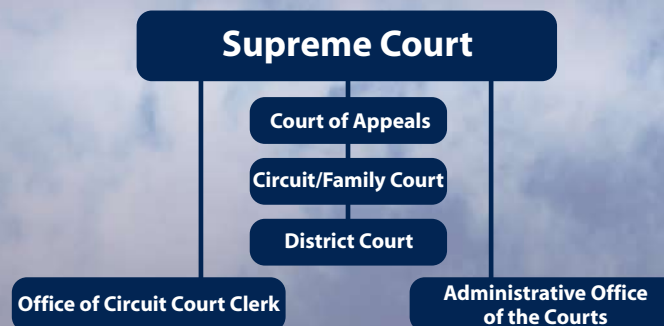 Supreme Court
Court of Appeals
Circuit/Family Court
District Court
Office of Circuit Court Clerk
Administrative Office
of the Courts